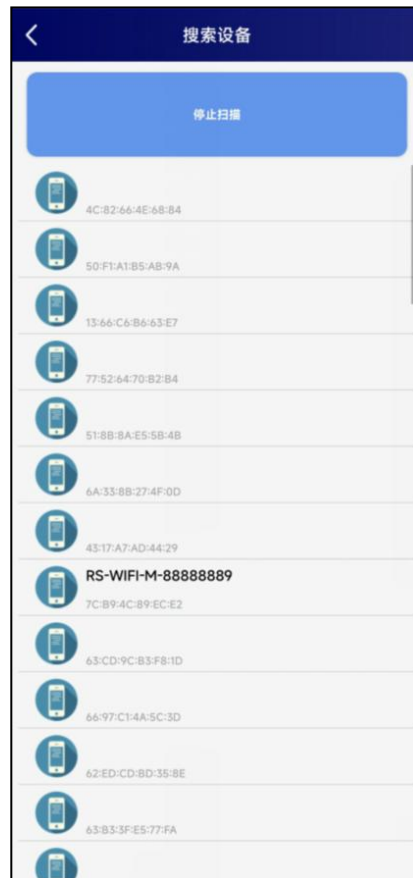 搜索设备
停止扫描
4C:82:66:4E:68:84
50:F1:A1:B5:AB:9A
13:66:C6:B6:63:E7
77:52:64:70:B2:B4
51:8B:8A:E5:5B:4B
6A:33:8B:27:4F:0D
43:17:A7:AD:44:29
RS-WIFI-M-88888889
7C:B9:4C:89:EC:E2
63:CD:9C:B3:F8:1D
66:97:C1:4A:5C:3D
62:ED:CD:BD:35:8E
63:B3:3F:E5:77:FA